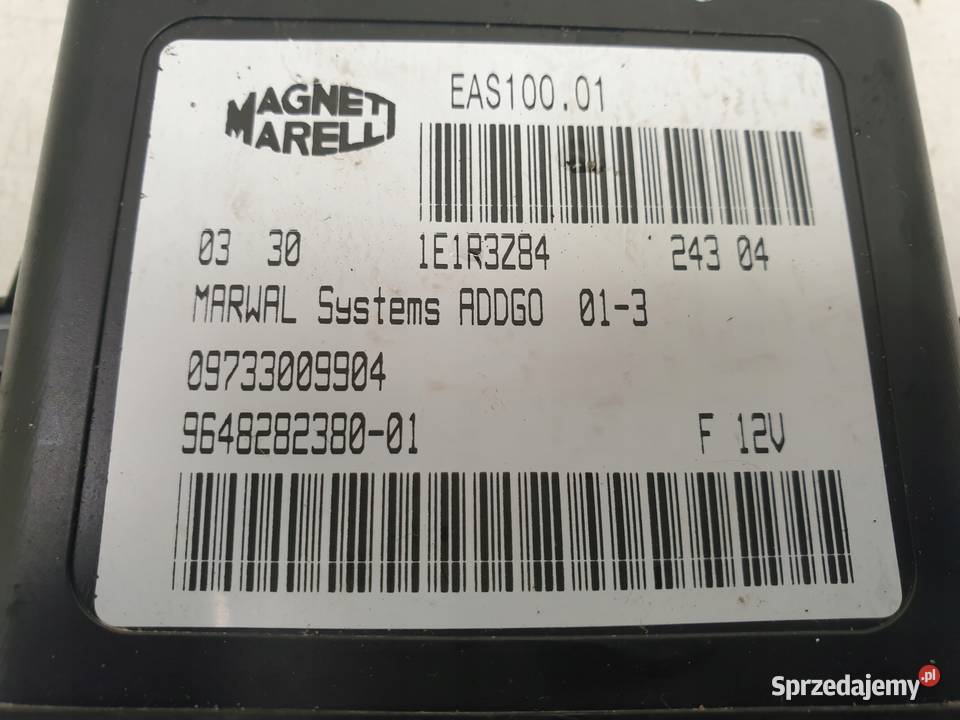 MAGNETI
MARELLI
EAS100.01
03 30 1E1R3Z84 243 04
MARWAL Systems ADDGO 01-3
09733009904
9648282380-01 F 12V
Sprzedajemy.pl